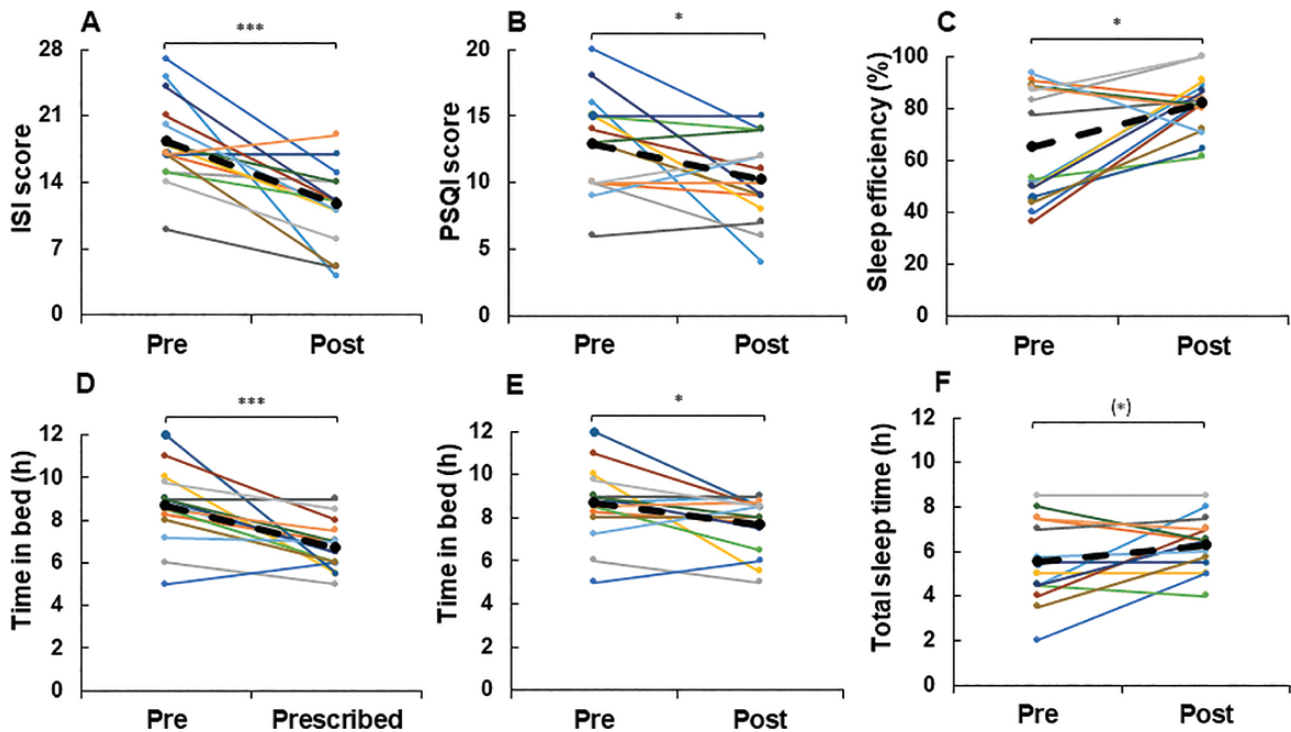 A
***
ISI score
28
21
14
7
0
Pre Post
B
*
PSQI score
20
15
10
5
0
Pre Post
C
*
Sleep efficiency (%)
100
80
60
40
20
0
Pre Post
D
***
Time in bed (h)
12
10
8
6
4
2
0
Pre Prescribed
E
*
Time in bed (h)
12
10
8
6
4
2
0
Pre Post
F
(*)
Total sleep time (h)
12
10
8
6
4
2
0
Pre Post